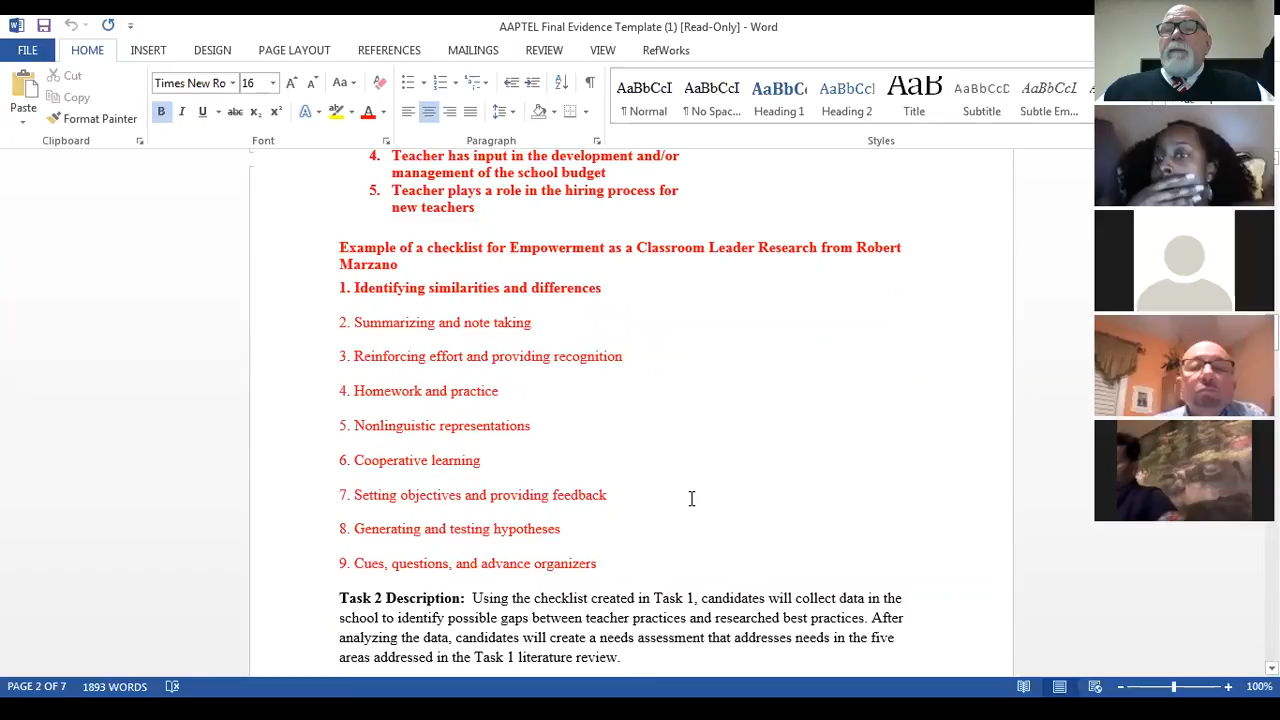 AAPTEL Final Evidence Template (1) [Read-Only] - Word
FILE HOME INSERT DESIGN PAGE LAYOUT REFERENCES MAILINGS REVIEW VIEW RefWorks
Paste
Cut
Copy
Format Painter
Times New Ro 16 Aa
B I U abc x₂ x² A A
AaBbCcI AaBbCcI AaBbCc AaBbCcI AaB AaBbCcD AaBbCcI
¶ Normal ¶ No Spac... Heading 1 Heading 2 Title Subtitle Subtle Em...
Clipboard Font Paragraph Styles
4. Teacher has input in the development and/or
management of the school budget
5. Teacher plays a role in the hiring process for
new teachers
Example of a checklist for Empowerment as a Classroom Leader Research from Robert
Marzano
1. Identifying similarities and differences
2. Summarizing and note taking
3. Reinforcing effort and providing recognition
4. Homework and practice
5. Nonlinguistic representations
6. Cooperative learning
7. Setting objectives and providing feedback
8. Generating and testing hypotheses
9. Cues, questions, and advance organizers
Task 2 Description: Using the checklist created in Task 1, candidates will collect data in the
school to identify possible gaps between teacher practices and researched best practices. After
analyzing the data, candidates will create a needs assessment that addresses needs in the five
areas addressed in the Task 1 literature review.
PAGE 2 OF 7 1893 WORDS 100%